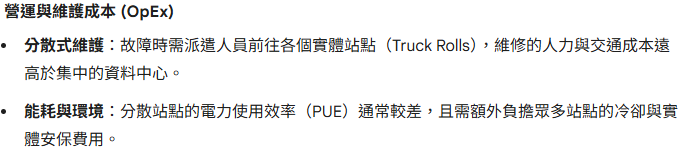 營運與維護成本 (OpEx)
• 分散式維護：故障時需派遣人員前往各個實體站點（Truck Rolls），維修的人力與交通成本遠
高於集中的資料中心。
• 能耗與環境：分散站點的電力使用效率（PUE）通常較差，且需額外負擔眾多站點的冷卻與實
體安保費用。